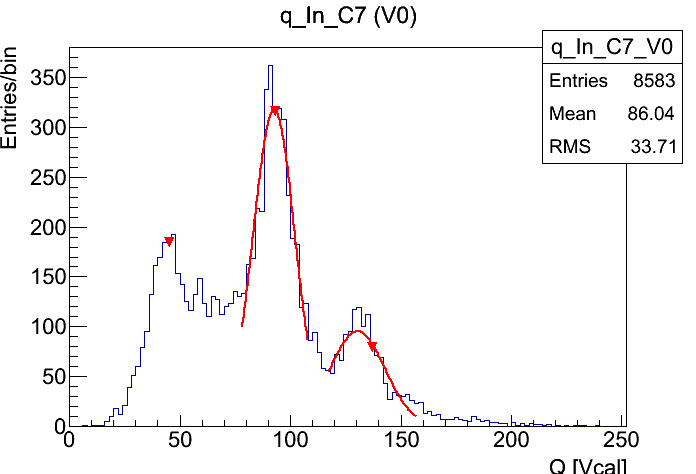 q_In_C7 (V0)
q_In_C7_V0
Entries 8583
Mean 86.04
RMS 33.71
Entries/bin
350
300
250
200
150
100
50
0
0 50 100 150 200 250
Q [Vcal]